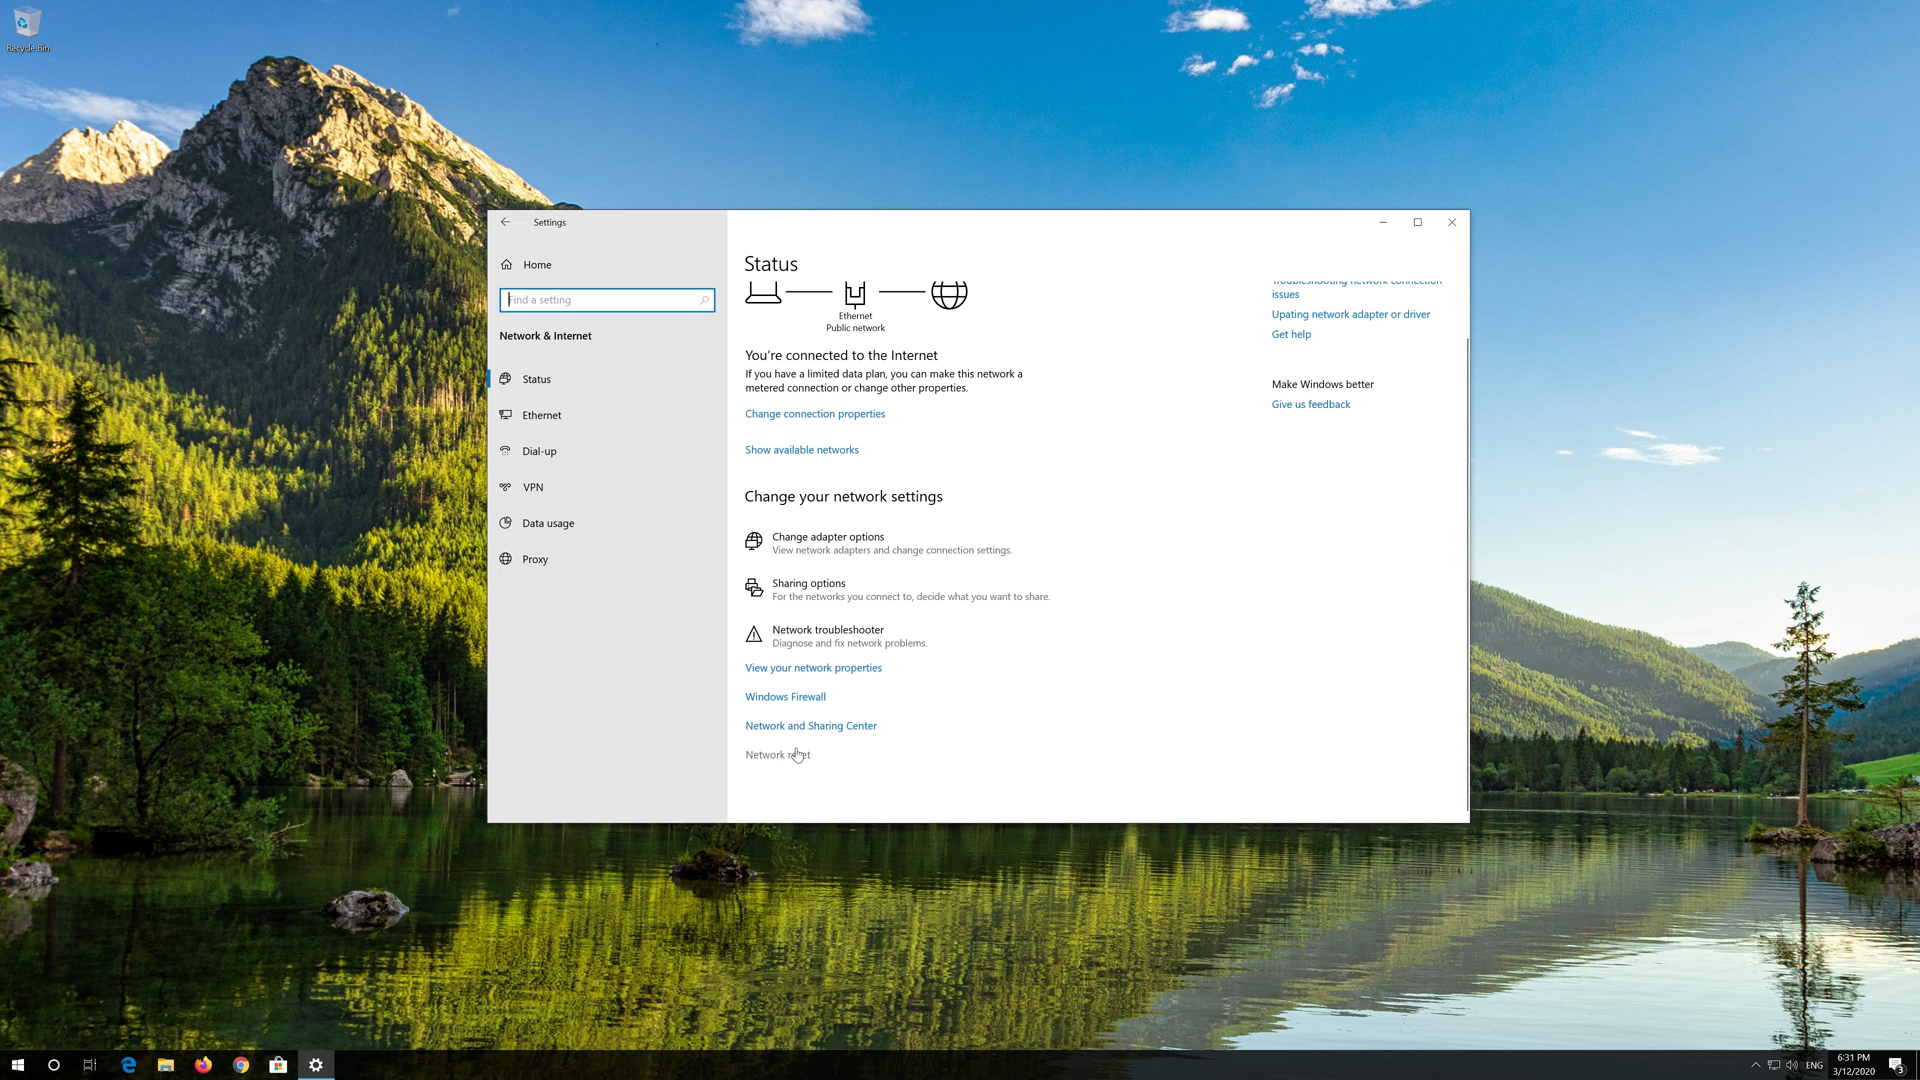 Recycle Bin
Settings
Home
Find a setting
Network & Internet
Status
Ethernet
Dial-up
VPN
Data usage
Proxy
Status
Ethernet
Public network
You're connected to the Internet
If you have a limited data plan, you can make this network a
metered connection or change other properties.
Change connection properties
Show available networks
Change your network settings
Change adapter options
View network adapters and change connection settings.
Sharing options
For the networks you connect to, decide what you want to share.
Network troubleshooter
Diagnose and fix network problems.
View your network properties
Windows Firewall
Network and Sharing Center
Network reset
Troubleshooting network connection
issues
Upating network adapter or driver
Get help
Make Windows better
Give us feedback
ENG
6:31 PM
3/12/2020
3